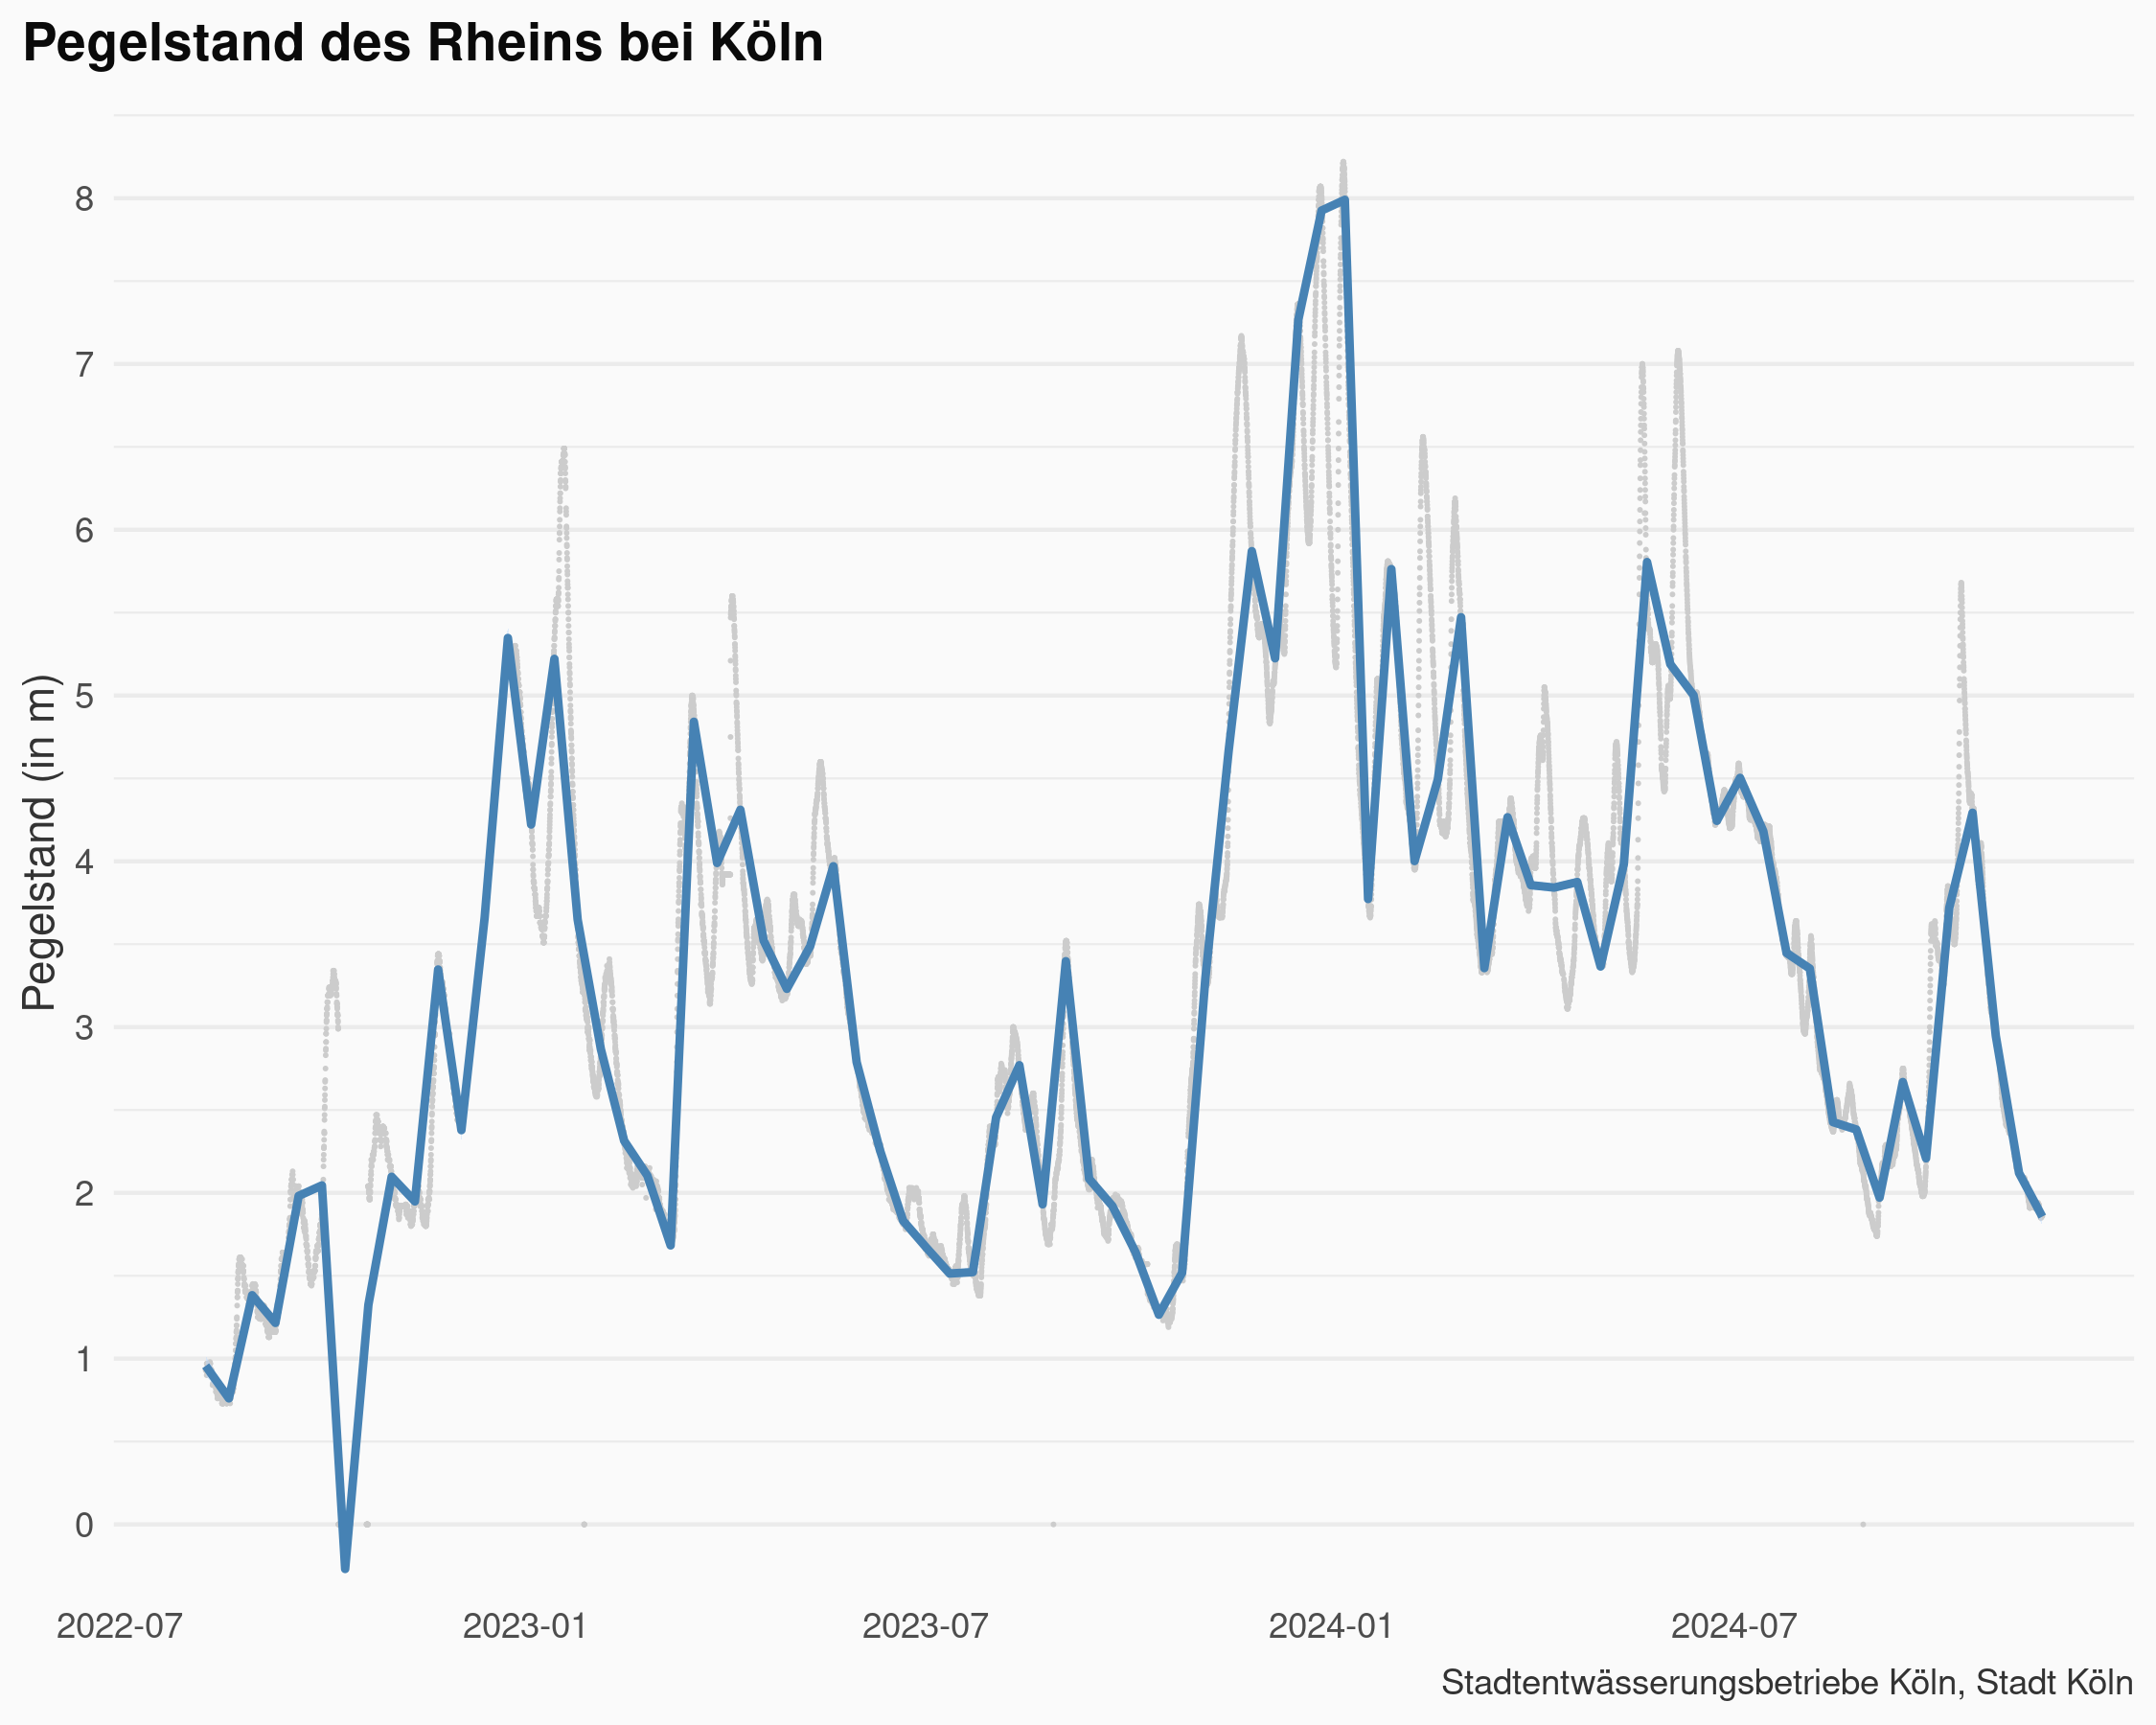 Pegelstand des Rheins bei Köln
Pegelstand (in m)
8
7
6
5
4
3
2
1
0
2022-07 2023-01 2023-07 2024-01 2024-07
Stadtentwässerungsbetriebe Köln, Stadt Köln